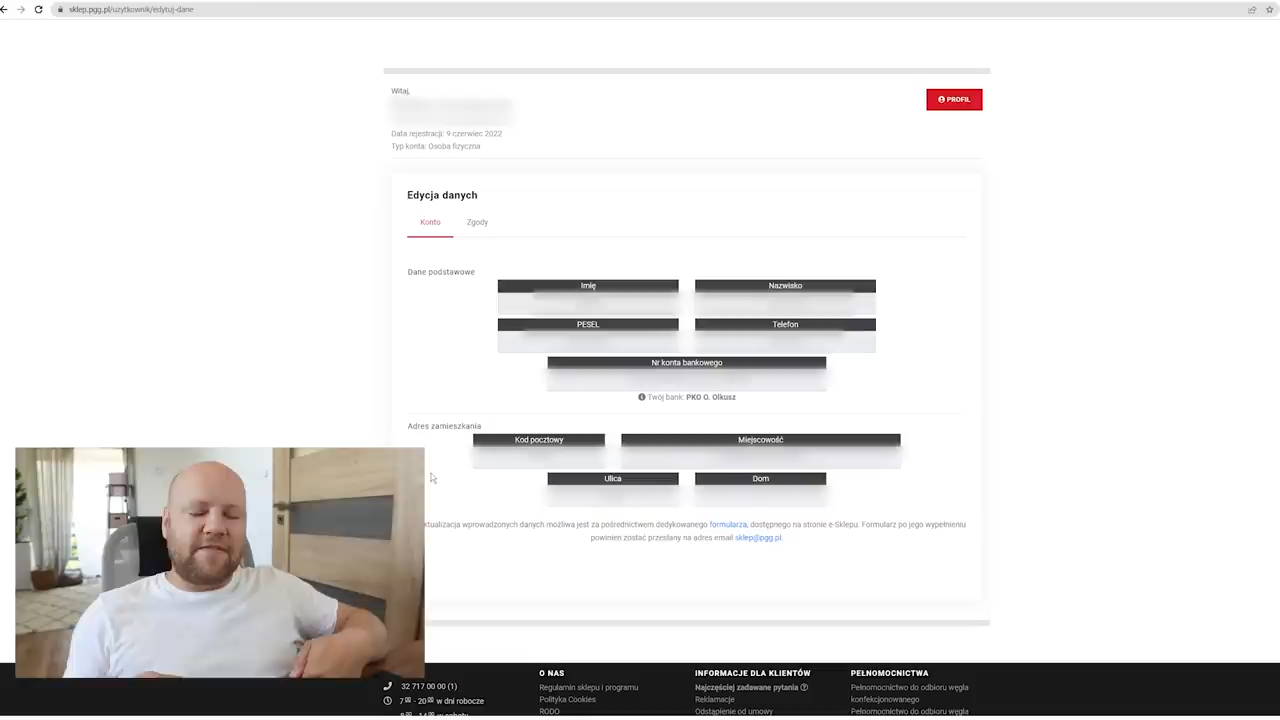 sklep.pgg.pl/uzytkownik/edytuj-dane
Witaj,
PROFIL
Data rejestracji: 9 czerwiec 2022
Typ konta: Osoba fizyczna
Edycja danych
Konto Zgody
Dane podstawowe
Imię Nazwisko
PESEL Telefon
Nr konta bankowego
Twój bank: PKO O. Olkusz
Adres zamieszkania
Kod pocztowy Miejscowość
Ulica Dom
wprowadzonych danych możliwa jest za pośrednictwem dedykowanego formularza, dostępnego na stronie e-Sklepu. Formularz po jego wypełnieniu
powinien zostać przesłany na adres email sklep@pgg.pl.
O NAS INFORMACJE DLA KLIENTÓW PEŁNOMOCNICTWA
32 717 00 00 (1) Regulamin sklepu i programu Najczęściej zadawane pytania Pełnomocnictwo do odbioru węgla
7 00 - 20 00 w dni robocze Polityka Cookies Reklamacje konfekcjonowanego
RODO Odstąpienie od umowy Pełnomocnictwo do odbioru węgla